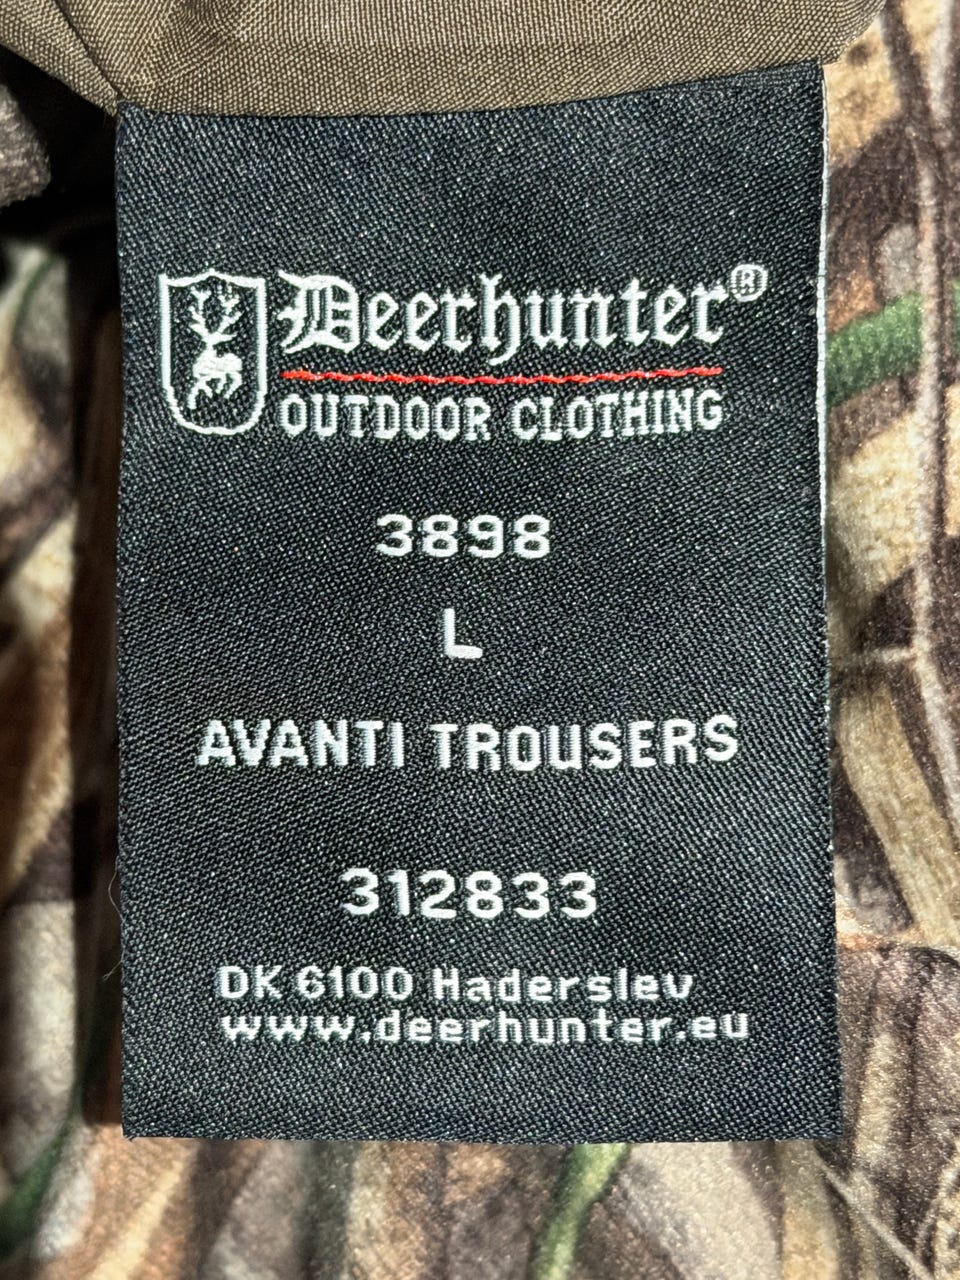 Deerhunter®
OUTDOOR CLOTHING
3898
L
AVANTI TROUSERS
312833
DK 6100 Haderslev
www.deerhunter.eu